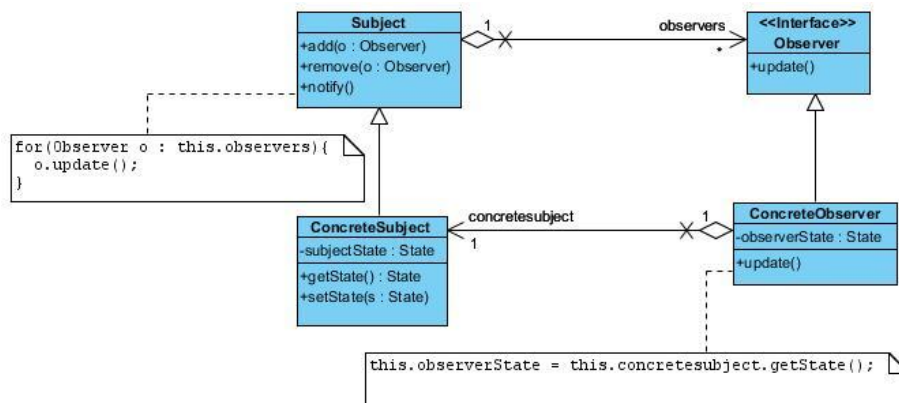 Subject
+add(o : Observer)
+remove(o : Observer)
+notify()
1
observers
*
<<Interface>>
Observer
+update()
for(Observer o : this.observers){
o.update();
}
ConcreteSubject
-subjectState : State
+getState() : State
+setState(s : State)
concretesubject
1
1
ConcreteObserver
-observerState : State
+update()
this.observerState = this.concretesubject.getState();